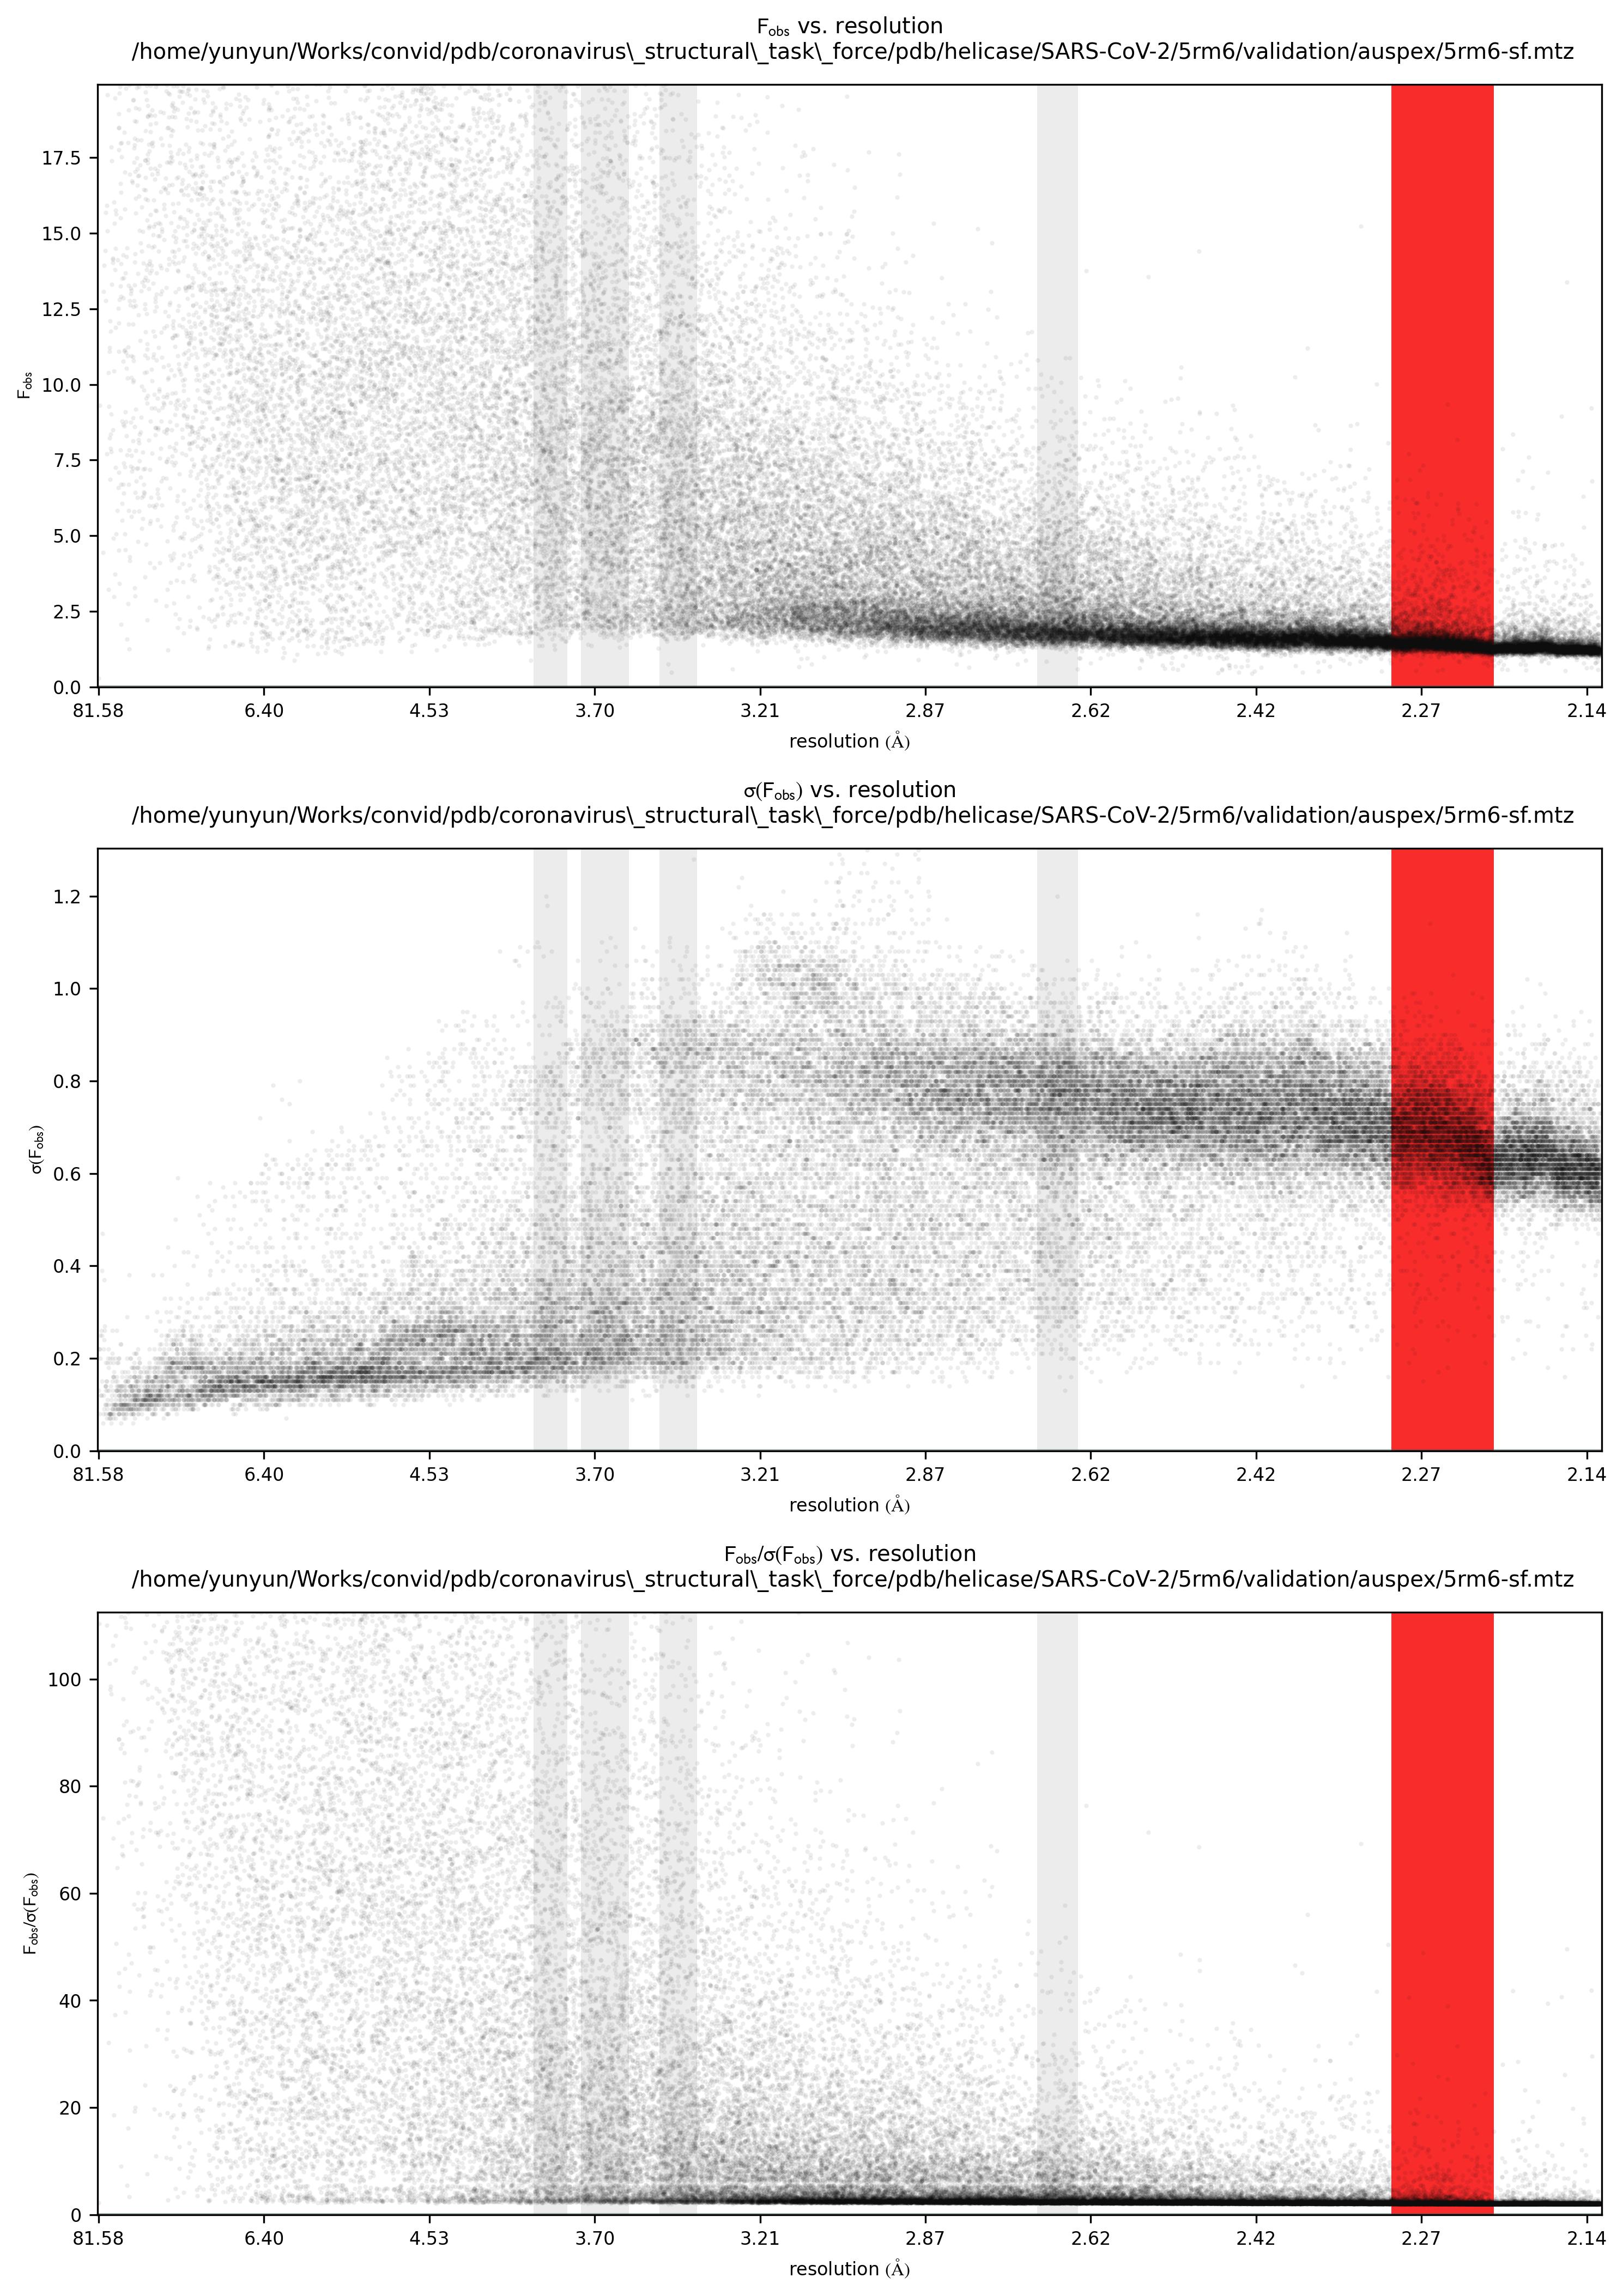 Fobs vs. resolution
/home/yunyun/Works/convid/pdb/coronavirus\_structural\_task\_force/pdb/helicase/SARS-CoV-2/5rm6/validation/auspex/5rm6-sf.mtz
17.5
15.0
12.5
10.0
7.5
5.0
2.5
0.0
Fobs
81.58 6.40 4.53 3.70 3.21 2.87 2.62 2.42 2.27 2.14
resolution (Å)
σ(Fobs) vs. resolution
/home/yunyun/Works/convid/pdb/coronavirus\_structural\_task\_force/pdb/helicase/SARS-CoV-2/5rm6/validation/auspex/5rm6-sf.mtz
1.2
1.0
0.8
0.6
0.4
0.2
0.0
σ(Fobs)
81.58 6.40 4.53 3.70 3.21 2.87 2.62 2.42 2.27 2.14
resolution (Å)
Fobs/σ(Fobs) vs. resolution
/home/yunyun/Works/convid/pdb/coronavirus\_structural\_task\_force/pdb/helicase/SARS-CoV-2/5rm6/validation/auspex/5rm6-sf.mtz
100
80
60
40
20
0
Fobs/σ(Fobs)
81.58 6.40 4.53 3.70 3.21 2.87 2.62 2.42 2.27 2.14
resolution (Å)